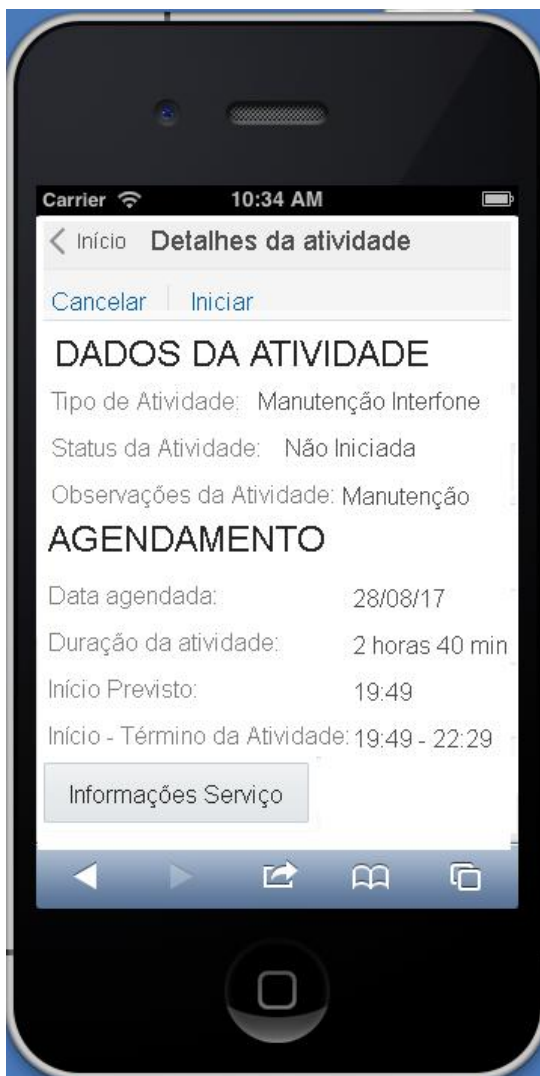 Carrier 10:34 AM
Início Detalhes da atividade
Cancelar Iniciar
DADOS DA ATIVIDADE
Tipo de Atividade: Manutenção Interfone
Status da Atividade: Não Iniciada
Observações da Atividade: Manutenção
AGENDAMENTO
Data agendada: 28/08/17
Duração da atividade: 2 horas 40 min
Início Previsto: 19:49
Início - Término da Atividade: 19:49 - 22:29
Informações Serviço